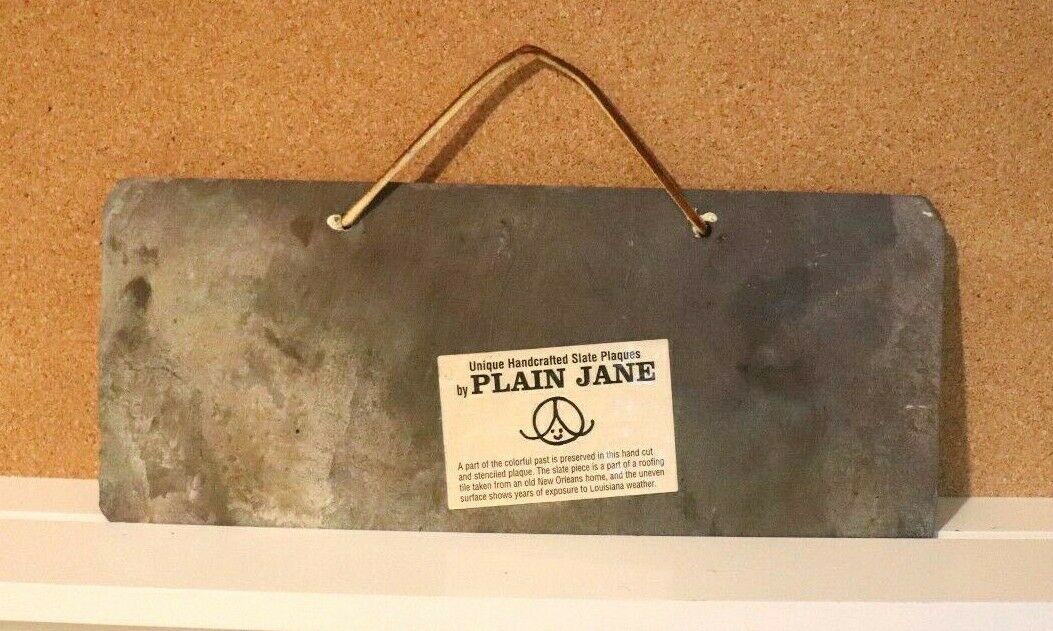 Unique Handcrafted Slate Plaques
by PLAIN JANE
A part of the colorful past is preserved in this hand cut
and stenciled plaque. The slate piece is a part of a roofing
tile taken from an old New Orleans home, and the uneven
surface shows years of exposure to Louisiana weather.